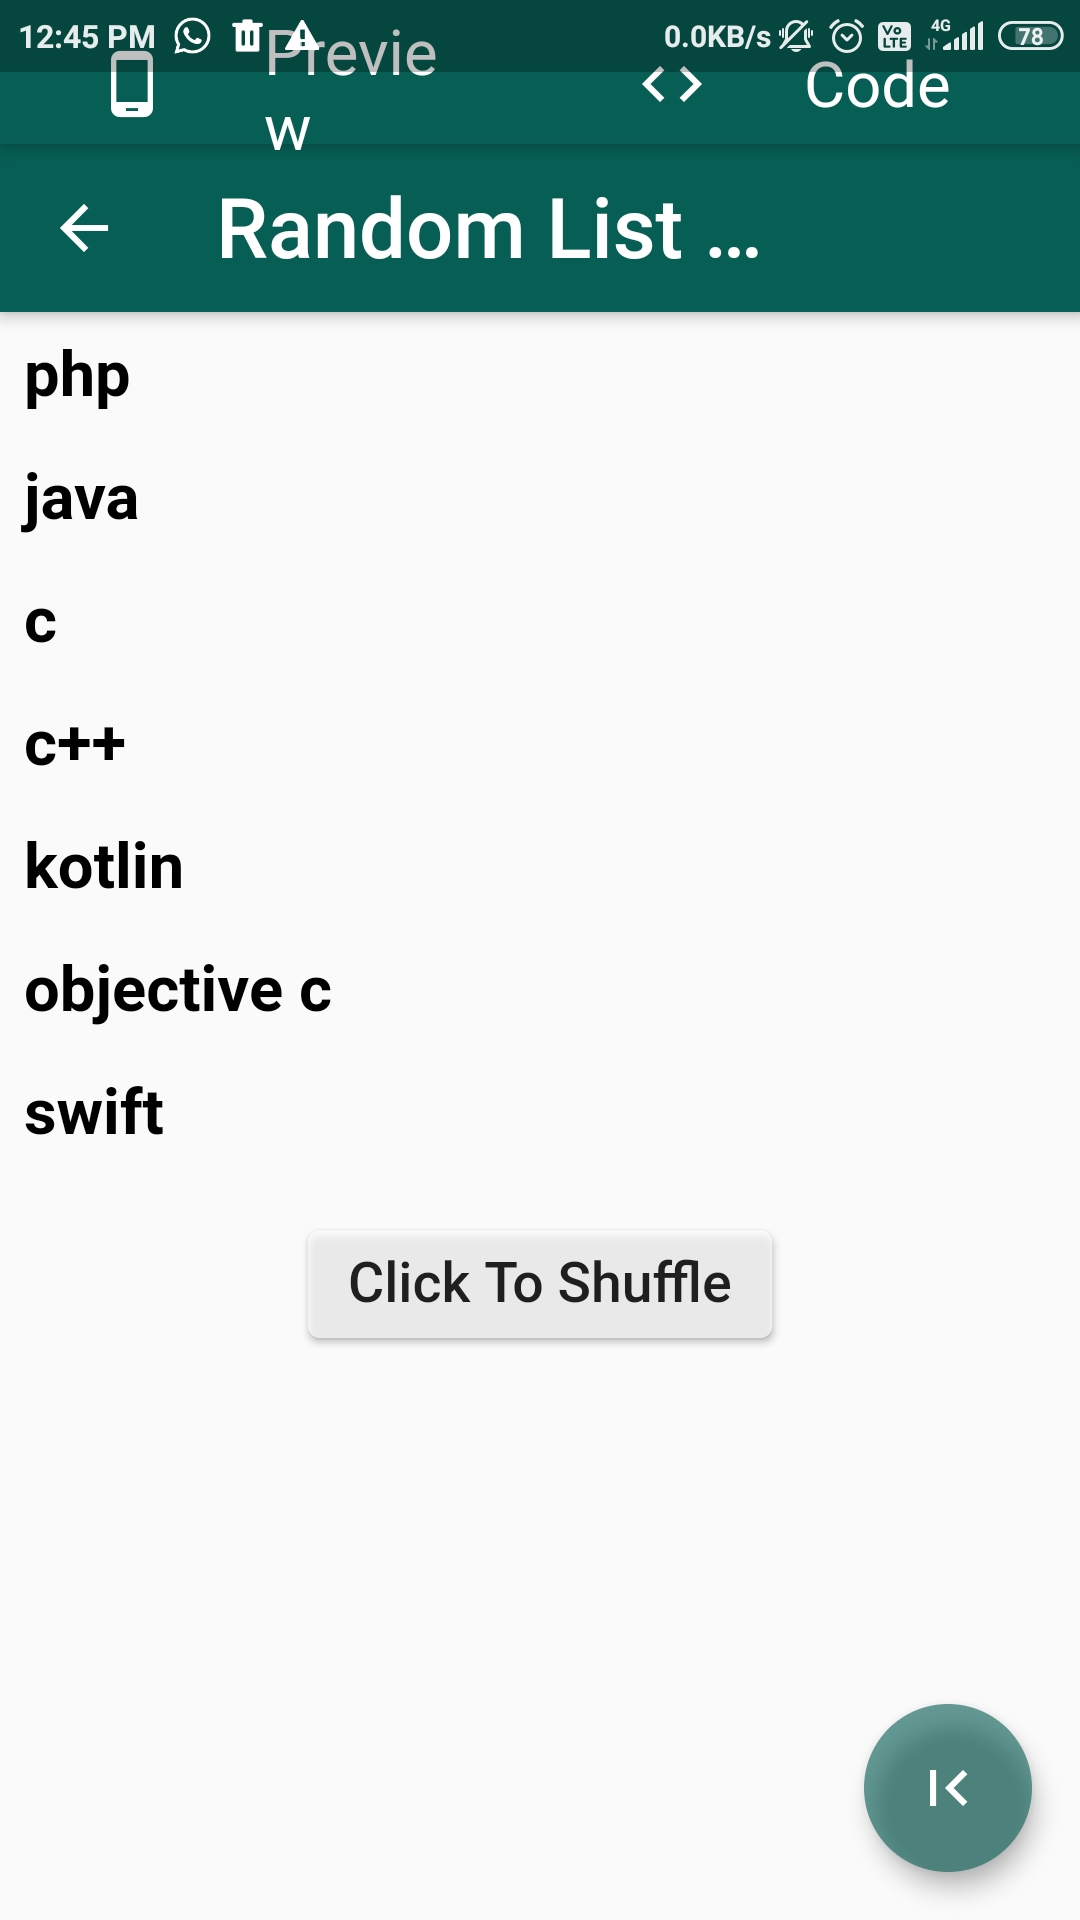 12:45 PM 0.0KB/s VoLTE 4G 78
Previe
w
Code
Random List ...
php
java
c
c++
kotlin
objective c
swift
Click To Shuffle